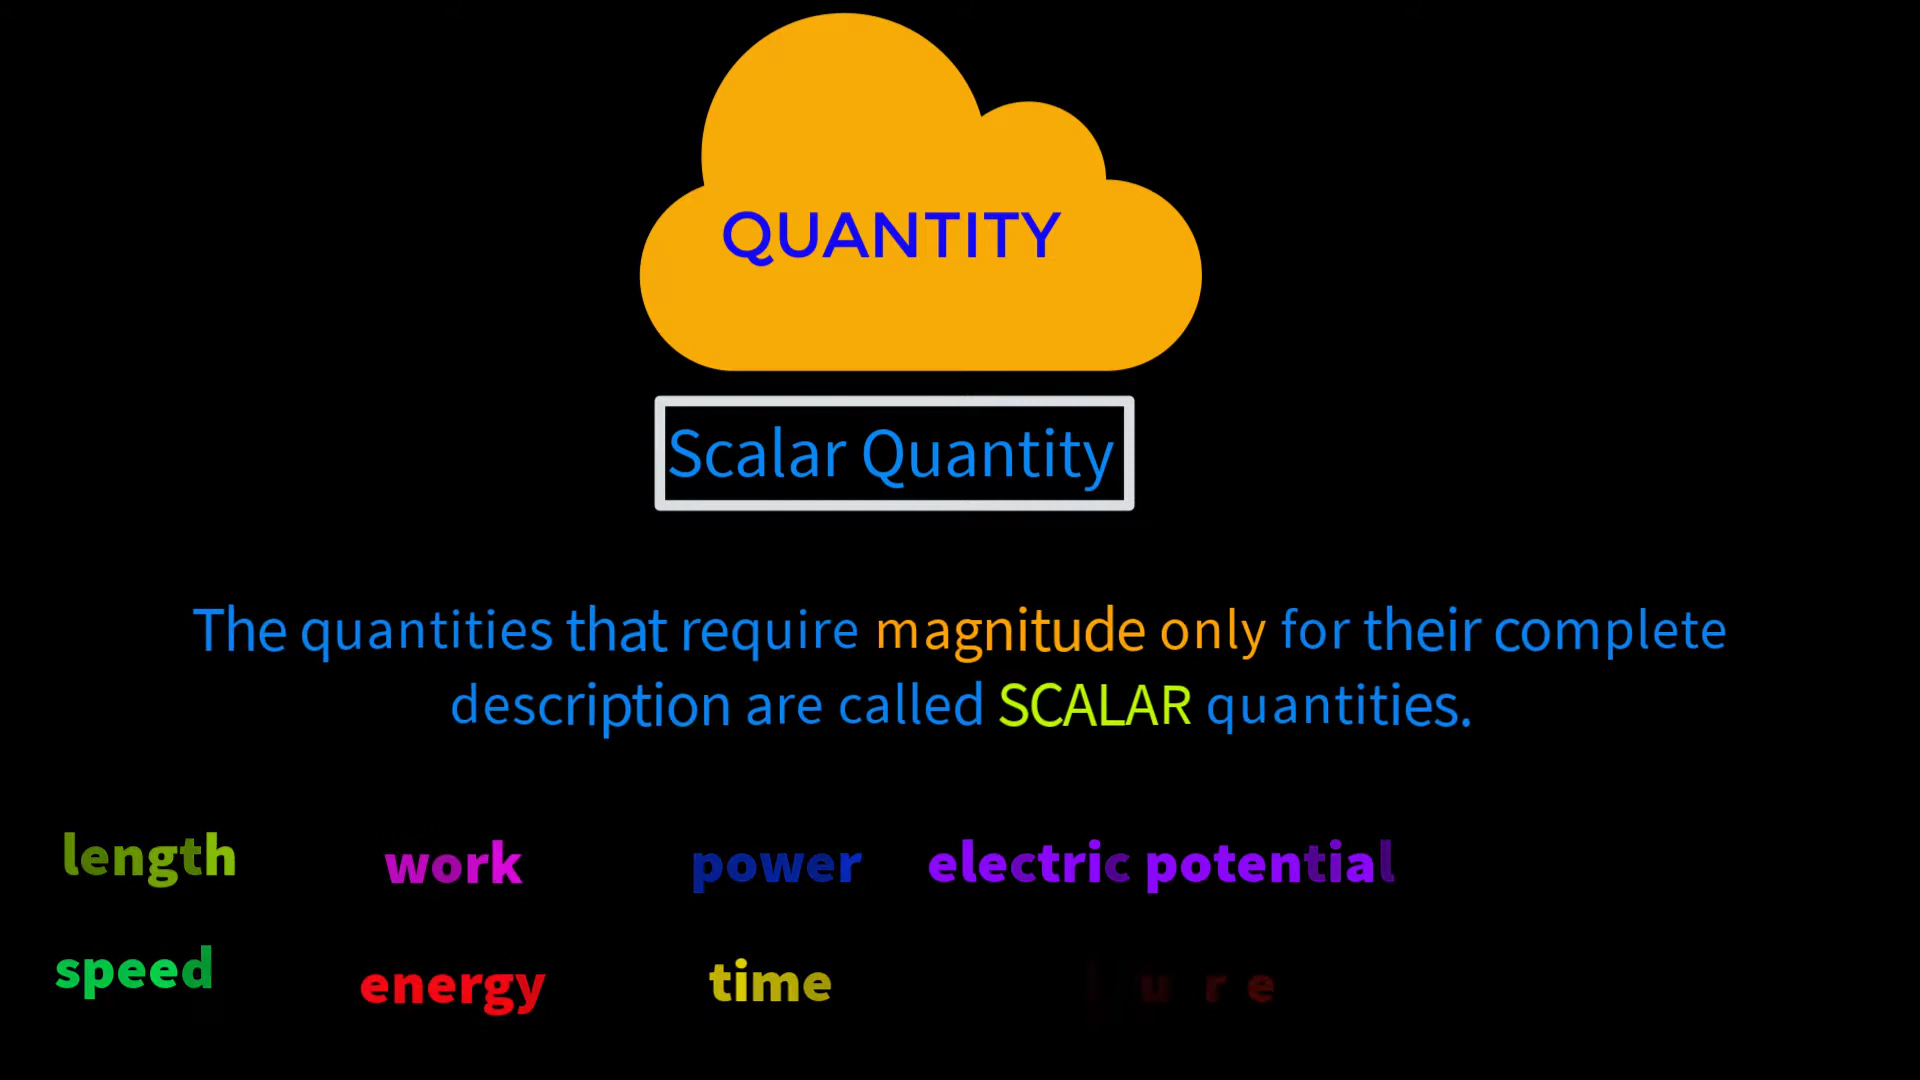 QUANTITY
Scalar Quantity
The quantities that require magnitude only for their complete
description are called SCALAR quantities.
length work power electric potential
speed energy time